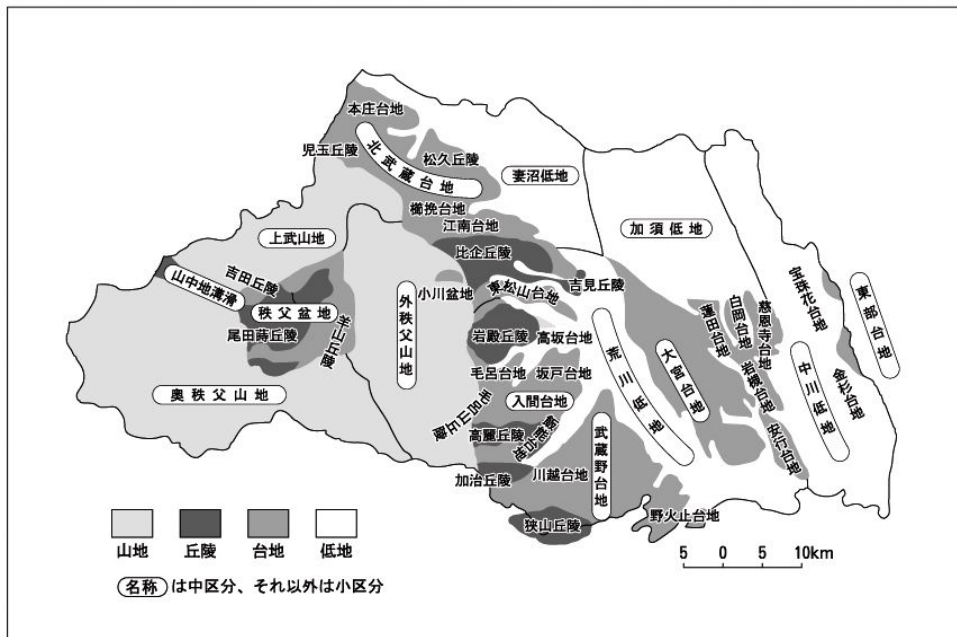 本庄台地
児玉丘陵
北武蔵台地
松久丘陵
妻沼低地
櫛挽台地
江南台地
加須低地
上武山地
比企丘陵
山中地溝滑
吉田丘陵
小川盆地
東松山台地
吉見丘陵
秩父盆地
尾田蒔丘陵
羊山丘陵
外秩父山地
岩殿丘陵
高坂台地
荒川低地
大宮台地
蓮田台地
白岡台地
慈恩寺台地
宝珠花台地
東部台地
毛呂台地
坂戸台地
岩槻台地
中川低地
金杉台地
奥秩父山地
入間台地
毛呂山丘陵
飯能台地
高麗丘陵
武蔵野台地
安行台地
加治丘陵
川越台地
狭山丘陵
野火止台地
山地 丘陵 台地 低地
5 0 5 10km
名称は中区分、それ以外は小区分